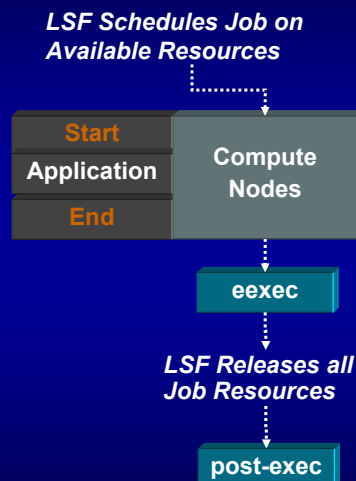 LSF Schedules Job on
Available Resources
Start
Application
End
Compute
Nodes
eexec
LSF Releases all
Job Resources
post-exec